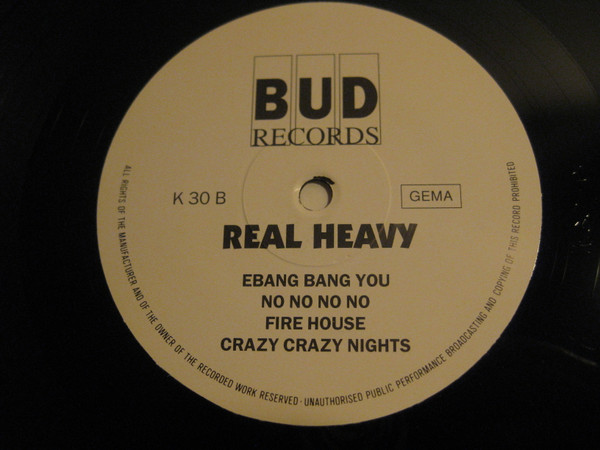 BUD
RECORDS
K 30 B
GEMA
REAL HEAVY
EBANG BANG YOU
NO NO NO NO
FIRE HOUSE
CRAZY CRAZY NIGHTS
ALL RIGHTS OF THE MANUFACTURER AND OF THE OWNER OF THE RECORDED WORK RESERVED · UNAUTHORISED PUBLIC PERFORMANCE BROADCASTING AND COPYING OF THIS RECORD PROHIBITED